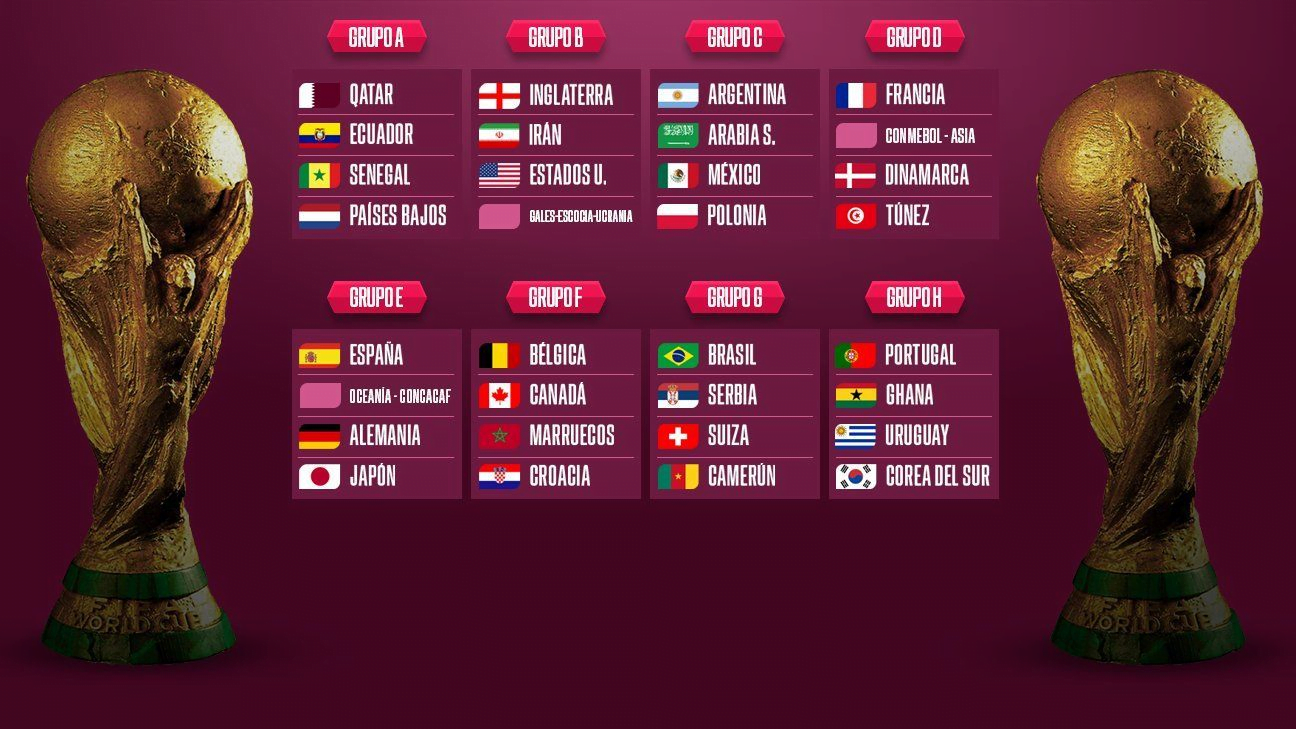 GRUPO A
QATAR
ECUADOR
SENEGAL
PAÍSES BAJOS
GRUPO B
INGLATERRA
IRÁN
ESTADOS U.
GALES-ESCOCIA-UCRANIA
GRUPO C
ARGENTINA
ARABIA S.
MÉXICO
POLONIA
GRUPO D
FRANCIA
CONMEBOL - ASIA
DINAMARCA
TÚNEZ
GRUPO E
ESPAÑA
OCEANÍA - CONCACAF
ALEMANIA
JAPÓN
GRUPO F
BÉLGICA
CANADÁ
MARRUECOS
CROACIA
GRUPO G
BRASIL
SERBIA
SUIZA
CAMERÚN
GRUPO H
PORTUGAL
GHANA
URUGUAY
COREA DEL SUR
FIFA
WORLD CUP
FIFA
WORLD CUP